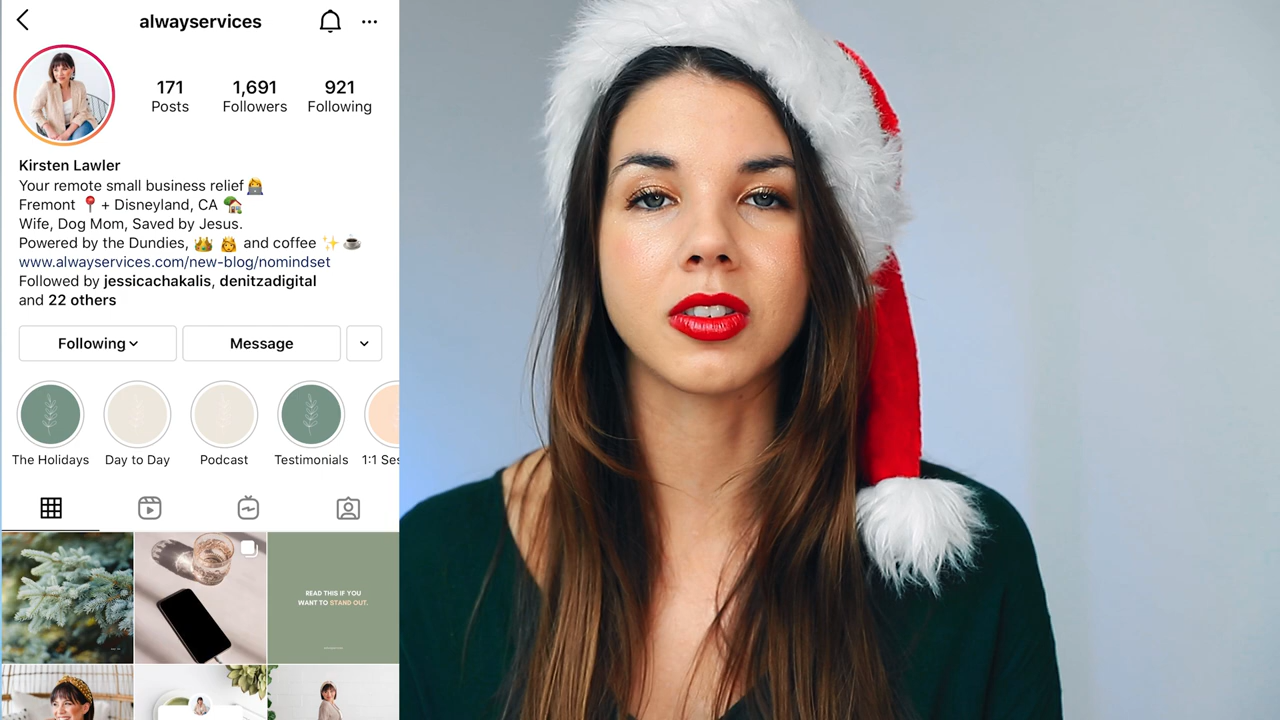 alwayservices
171
1,691
921
Posts
Followers
Following
Kirsten Lawler
Your remote small business relief
Fremont 📍 + Disneyland, CA 🏡
Wife, Dog Mom, Saved by Jesus.
Powered by the Dundies, 👑 👸 and coffee ✨ ☕
www.alwayservices.com/new-blog/nomindset
Followed by jessicachakalis, denitzadigital
and 22 others
Following
Message
The Holidays
Day to Day
Podcast
Testimonials
1:1 Ses
READ THIS IF YOU
WANT TO STAND OUT.